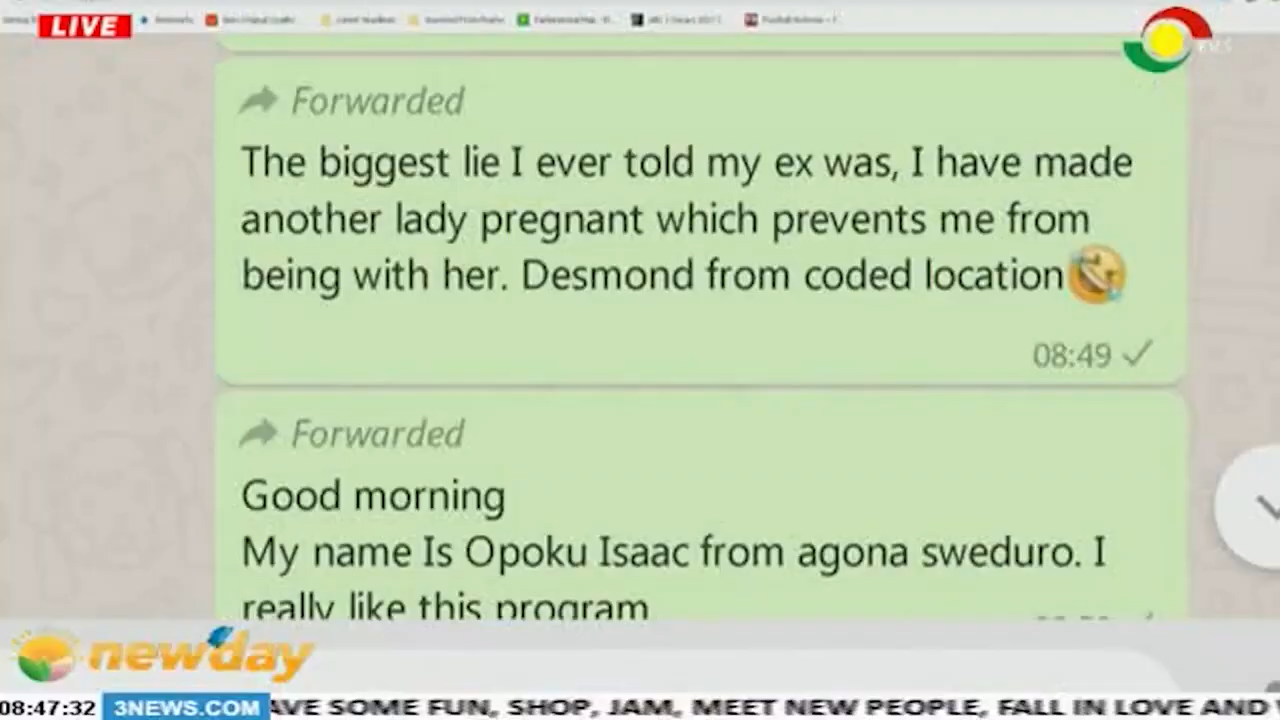 LIVE
Forwarded
The biggest lie I ever told my ex was, I have made
another lady pregnant which prevents me from
being with her. Desmond from coded location🤣
08:49
Forwarded
Good morning
My name Is Opoku Isaac from agona sweduro. I
really like this program
newday
08:47:32 3NEWS.COM AVE SOME FUN, SHOP, JAM, MEET NEW PEOPLE, FALL IN LOVE AND